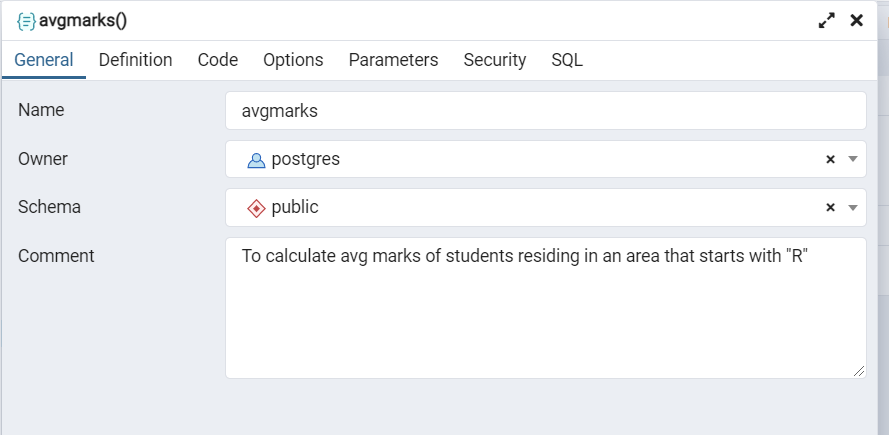 avgmarks()
General Definition Code Options Parameters Security SQL
Name avgmarks
Owner postgres
Schema public
Comment To calculate avg marks of students residing in an area that starts with "R"